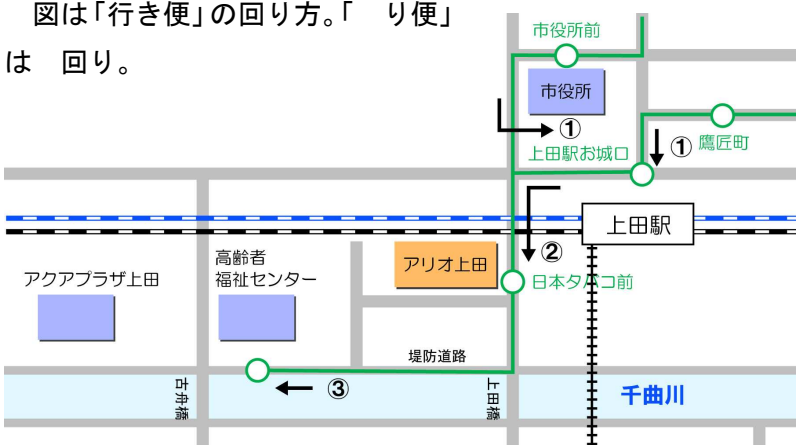 図は「行き便」の回り方。「 り便」
は 回り。
市役所前
市役所
①
上田駅お城口
①
鷹匠町
上田駅
②
高齢者
福祉センター
アクアプラザ上田
アリオ上田
日本タバコ前
堤防道路
③
古舟橋
上田橋
千曲川